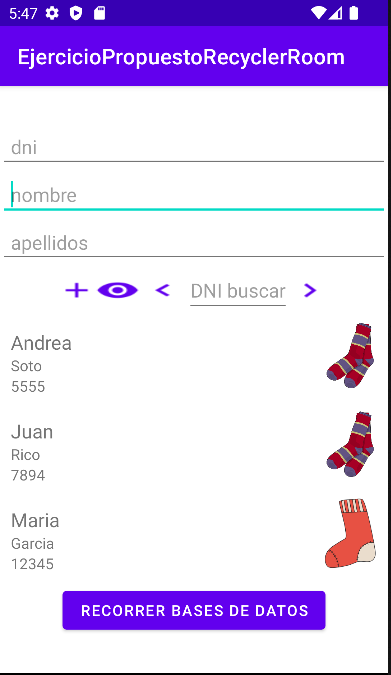 5:47
EjercicioPropuestoRecyclerRoom
dni
nombre
apellidos
+ < DNI buscar >
Andrea
Soto
5555
Juan
Rico
7894
Maria
Garcia
12345
RECORRER BASES DE DATOS